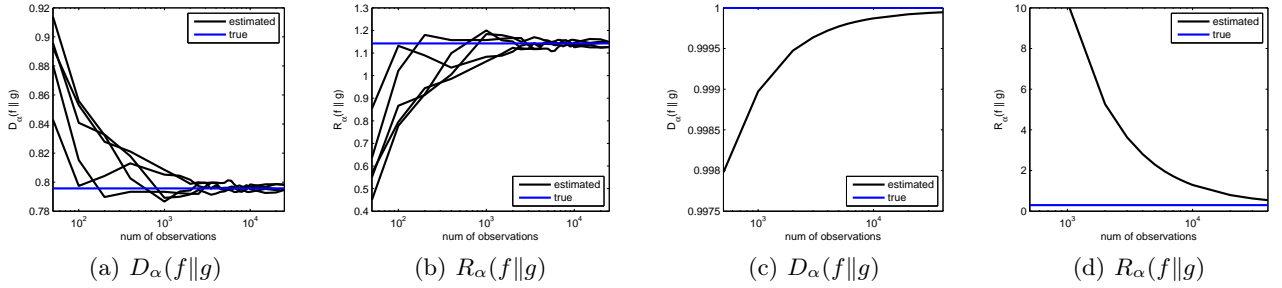 0.92
0.9
0.88
0.86
0.84
0.82
0.8
0.78
D_α(f || g)
10^2
10^3
10^4
num of observations
estimated
true
(a) D_α(f‖g)
1.3
1.2
1.1
1
0.9
0.8
0.7
0.6
0.5
0.4
R_α(f || g)
10^2
10^3
10^4
num of observations
estimated
true
(b) R_α(f‖g)
1
0.9995
0.999
0.9985
0.998
0.9975
D_α(f || g)
10^3
10^4
num of observations
estimated
true
(c) D_α(f‖g)
10
8
6
4
2
0
R_α(f || g)
10^3
10^4
num of observations
estimated
true
(d) R_α(f‖g)